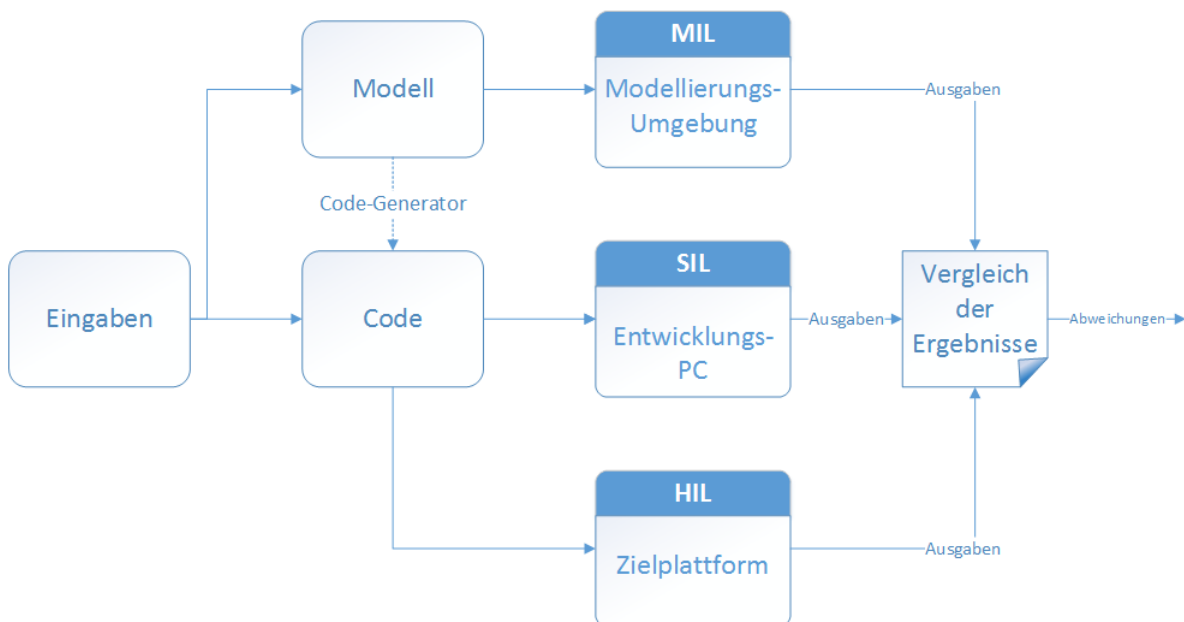 MIL
Modell
Modellierungs-
Umgebung
Ausgaben
Code-Generator
SIL
Eingaben
Code
Entwicklungs-
PC
Ausgaben
Vergleich
der
Ergebnisse
Abweichungen
HIL
Zielplattform
Ausgaben